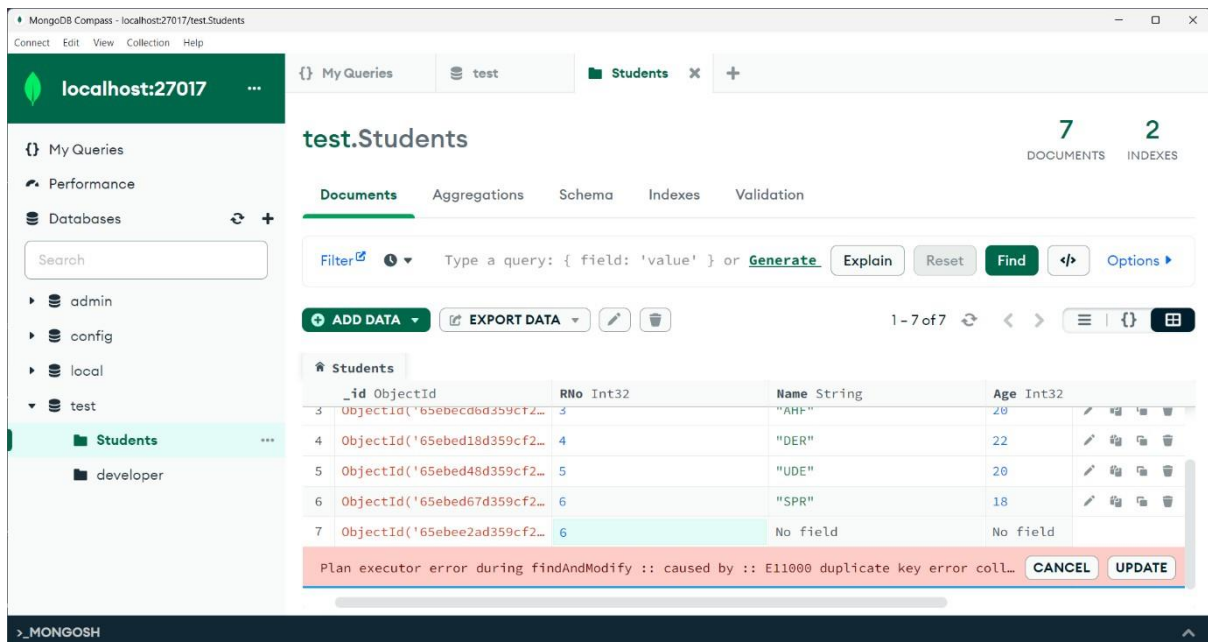 MongoDB Compass - localhost:27017/test.Students
Connect Edit View Collection Help
localhost:27017 ...
{} My Queries
Performance
Databases
Search
admin
config
local
test
Students ...
developer
{} My Queries test Students × +
test.Students
7 DOCUMENTS
2 INDEXES
Documents Aggregations Schema Indexes Validation
Filter Type a query: { field: 'value' } or Generate Explain Reset Find </> Options
ADD DATA EXPORT DATA 1 – 7 of 7 {}
Students
_id ObjectId RNo Int32 Name String Age Int32
3 ObjectId('65ebecd6d359cf2… 3 "AHF" 20
4 ObjectId('65ebed18d359cf2… 4 "DER" 22
5 ObjectId('65ebed48d359cf2… 5 "UDE" 20
6 ObjectId('65ebed67d359cf2… 6 "SPR" 18
7 ObjectId('65ebee2ad359cf2… 6 No field No field
Plan executor error during findAndModify :: caused by :: E11000 duplicate key error coll… CANCEL UPDATE
>_MONGOSH